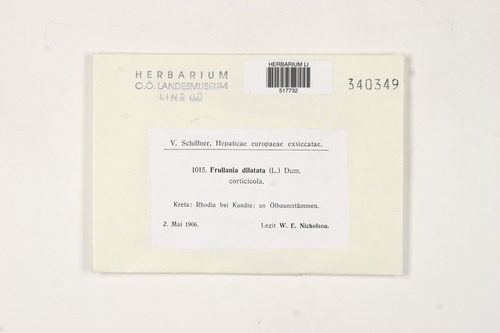 HERBARIUM
O.Ö. LANDESMUSEUM
LINZ
HERBARIUM LI
517732
340349
V. Schiffner, Hepaticae europaeae exsiccatae.
1015. Frullania dilatata (L.) Dum.
corticicola.
Kreta: Rhodia bei Kandia; an Ölbaumstämmen.
2. Mai 1906. Legit W. E. Nicholson.